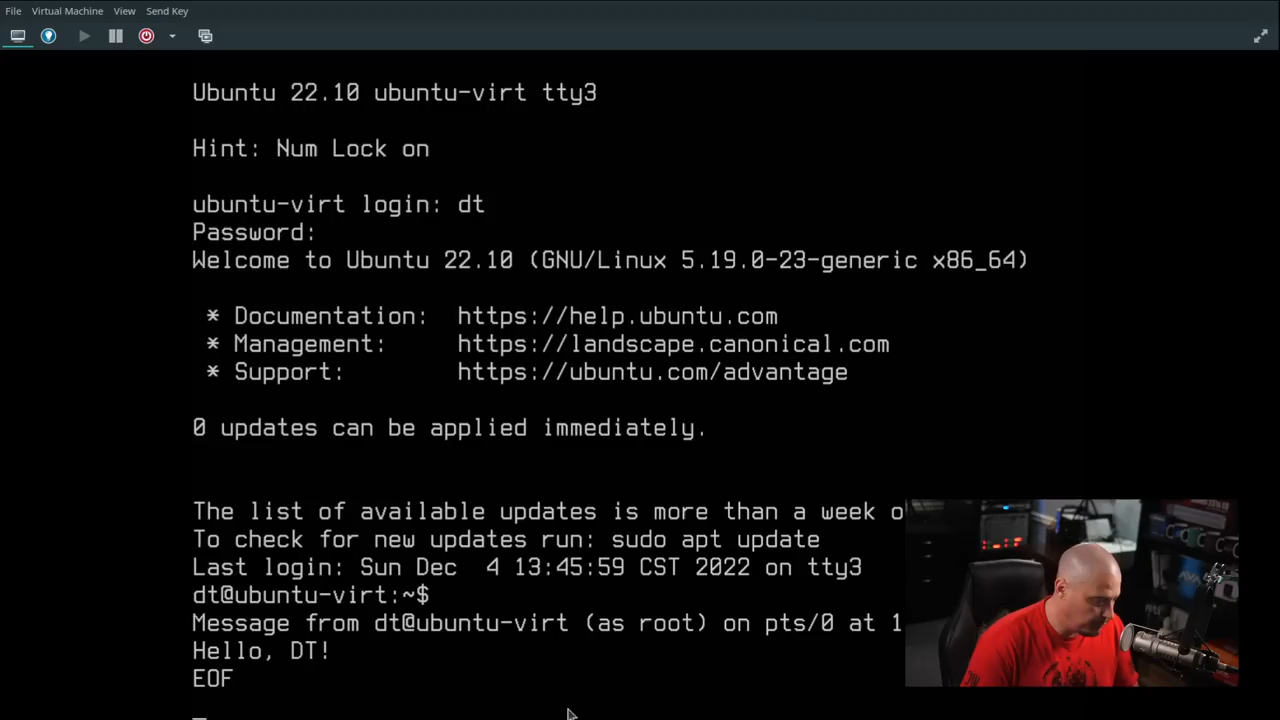 File Virtual Machine View Send Key
Ubuntu 22.10 ubuntu-virt tty3
Hint: Num Lock on
ubuntu-virt login: dt
Password:
Welcome to Ubuntu 22.10 (GNU/Linux 5.19.0-23-generic x86_64)
* Documentation: https://help.ubuntu.com
* Management: https://landscape.canonical.com
* Support: https://ubuntu.com/advantage
0 updates can be applied immediately.
The list of available updates is more than a week o
To check for new updates run: sudo apt update
Last login: Sun Dec 4 13:45:59 CST 2022 on tty3
dt@ubuntu-virt:~$
Message from dt@ubuntu-virt (as root) on pts/0 at 1
Hello, DT!
EOF